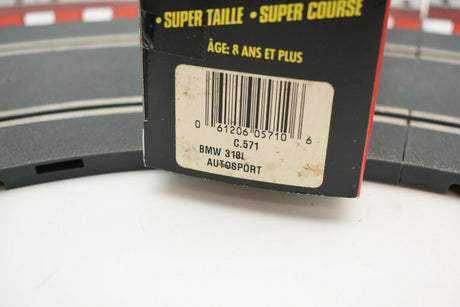 • SUPER TAILLE • SUPER COURSE
ÂGE: 8 ANS ET PLUS
0 61206 05710 6
C.571
BMW 318I
AUTOSPORT